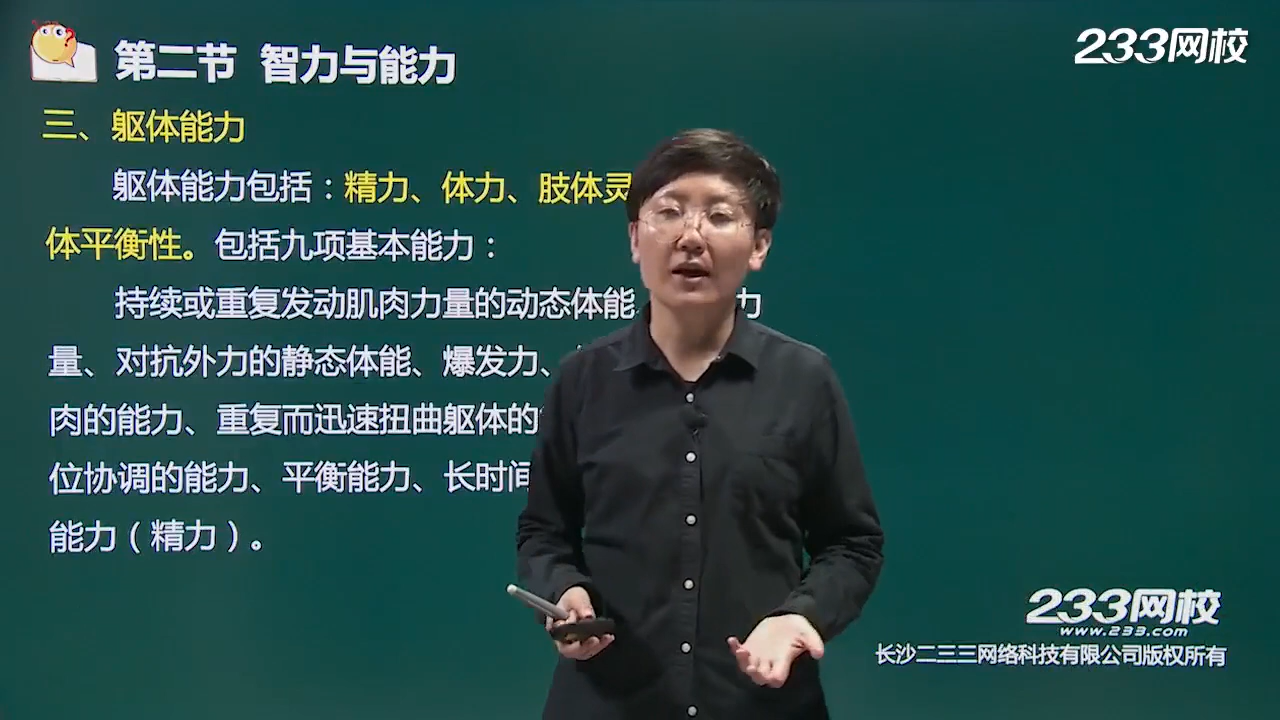 第二节 智力与能力
233网校
三、躯体能力
躯体能力包括：精力、体力、肢体灵
体平衡性。包括九项基本能力：
持续或重复发动肌肉力量的动态体能 力
量、对抗外力的静态体能、爆发力、
肉的能力、重复而迅速扭曲躯体的
位协调的能力、平衡能力、长时间
能力（精力）。
233网校
www.233.com
长沙二三三网络科技有限公司版权所有